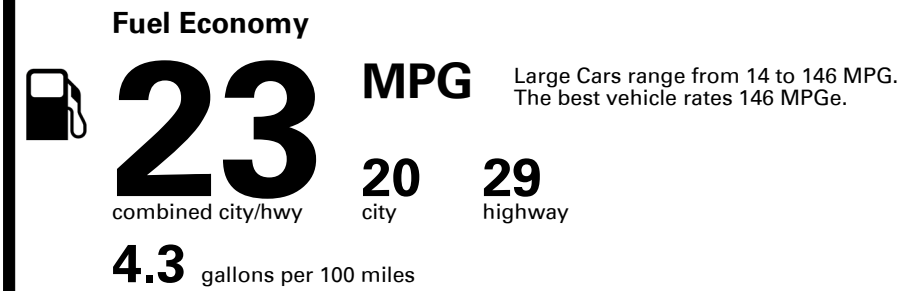 Fuel Economy
23 MPG
Large Cars range from 14 to 146 MPG.
The best vehicle rates 146 MPGe.
20 29
combined city/hwy city highway
4.3 gallons per 100 miles